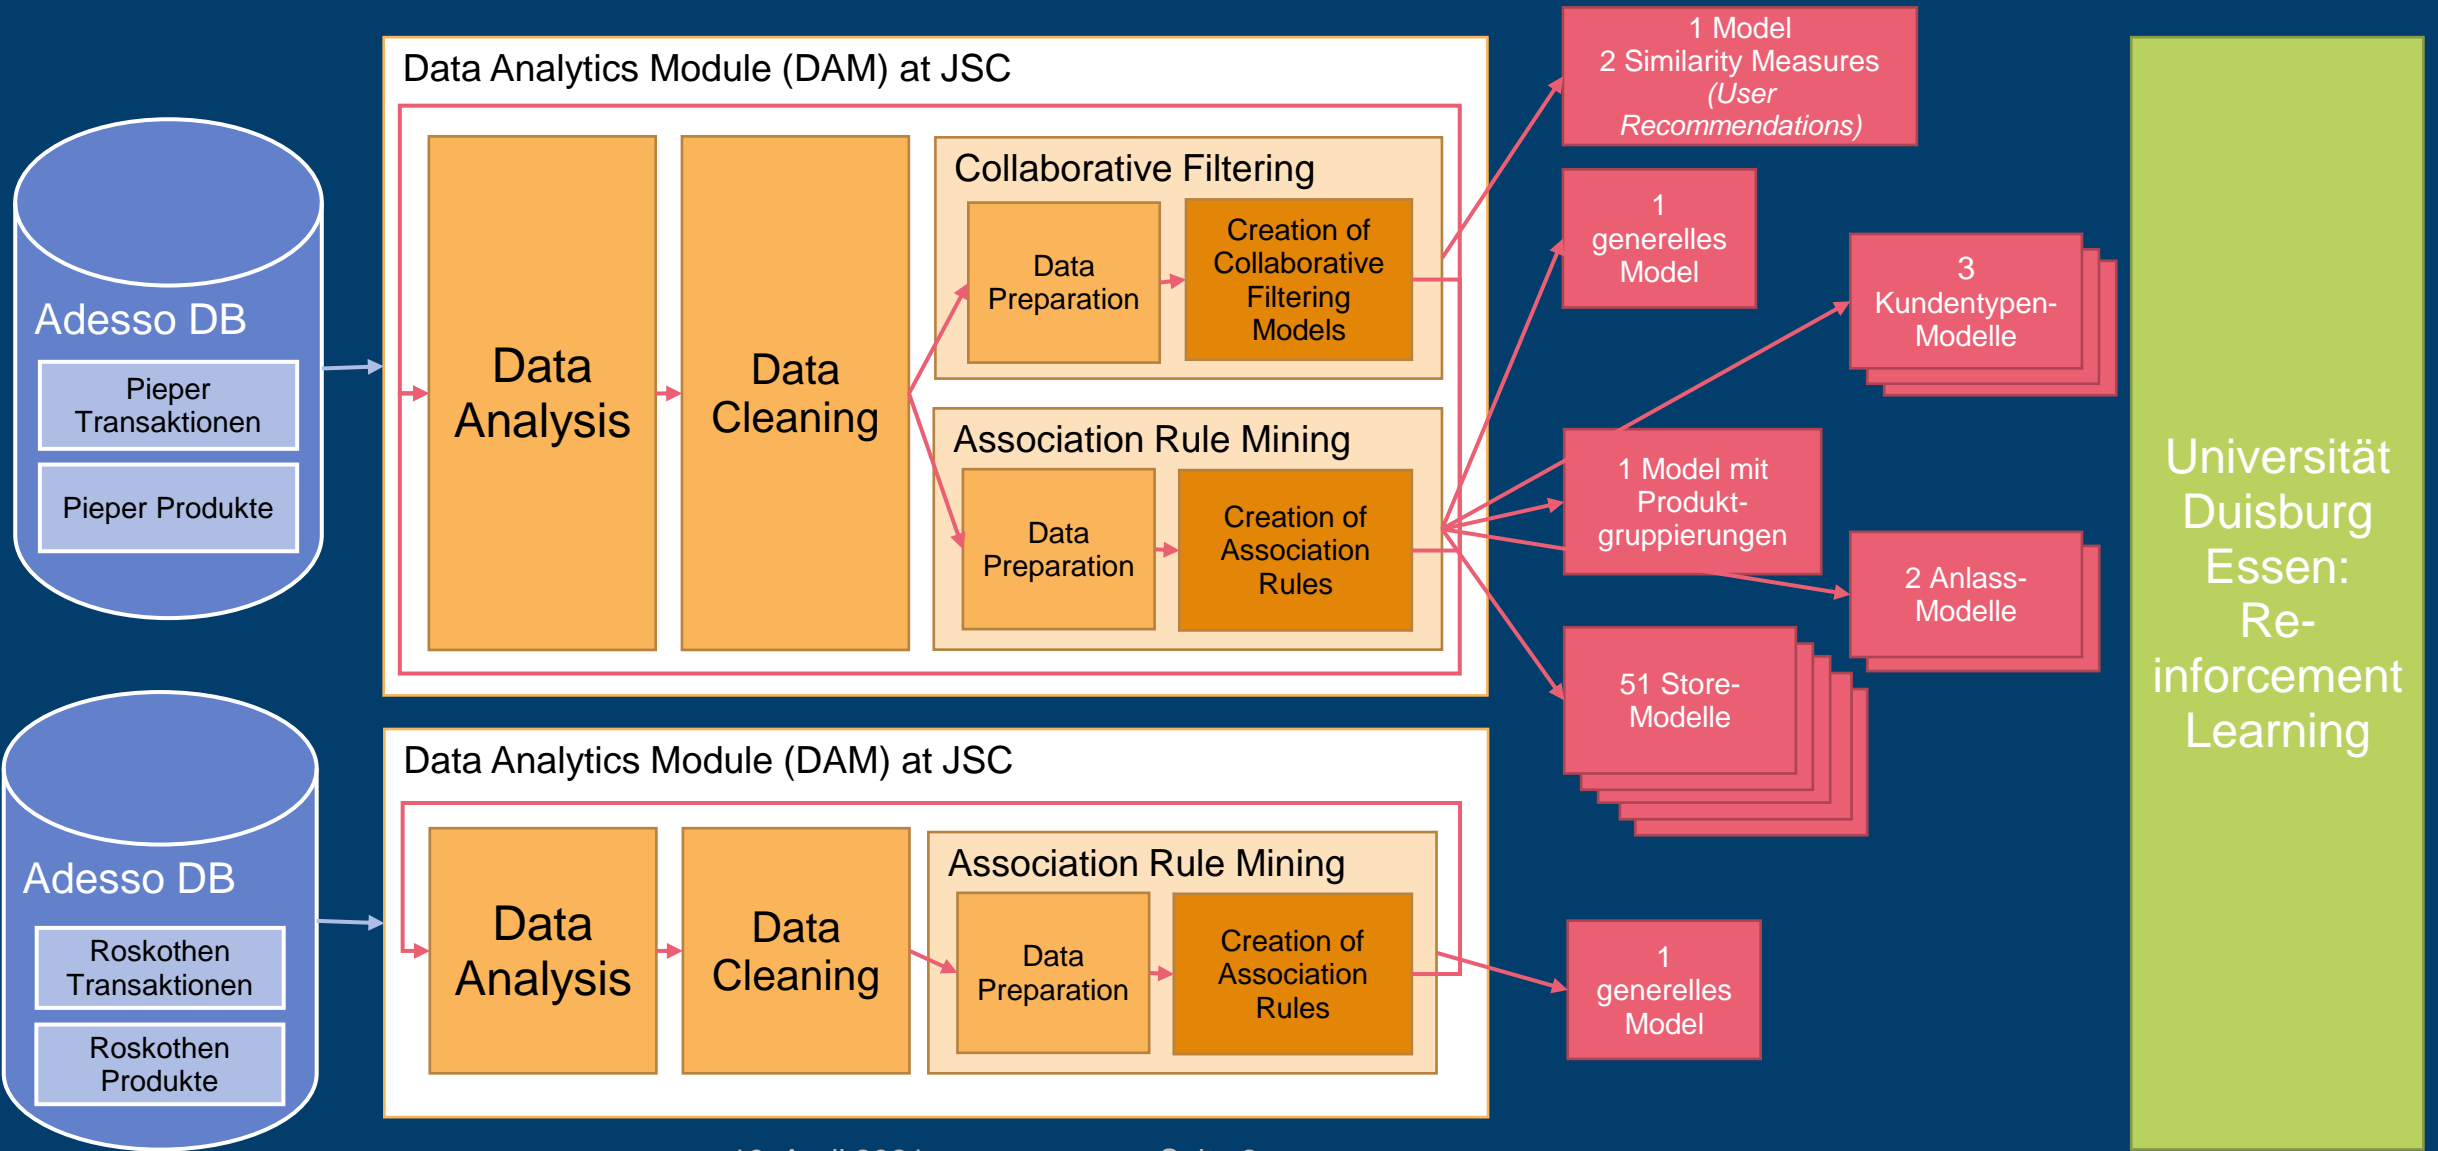 Data Analytics Module (DAM) at JSC
Adesso DB
Pieper
Transaktionen
Pieper Produkte
Data
Analysis
Data
Cleaning
Collaborative Filtering
Data
Preparation
Creation of
Collaborative
Filtering
Models
Association Rule Mining
Data
Preparation
Creation of
Association
Rules
1 Model
2 Similarity Measures
(User
Recommendations)
1
generelles
Model
3
Kundentypen-
Modelle
1 Model mit
Produkt-
gruppierungen
2 Anlass-
Modelle
51 Store-
Modelle
Universität
Duisburg
Essen:
Re-
inforcement
Learning
Data Analytics Module (DAM) at JSC
Adesso DB
Roskothen
Transaktionen
Roskothen
Produkte
Data
Analysis
Data
Cleaning
Association Rule Mining
Data
Preparation
Creation of
Association
Rules
1
generelles
Model